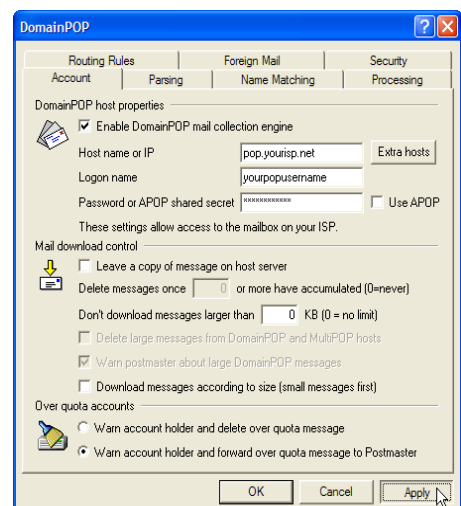 DomainPOP
Routing Rules Foreign Mail Security
Account Parsing Name Matching Processing
DomainPOP host properties
Enable DomainPOP mail collection engine
Host name or IP pop.yourisp.net Extra hosts
Logon name yourpopusername
Password or APOP shared secret ************ Use APOP
These settings allow access to the mailbox on your ISP.
Mail download control
Leave a copy of message on host server
Delete messages once 0 or more have accumulated (0=never)
Don't download messages larger than 0 KB (0 = no limit)
Delete large messages from DomainPOP and MultiPOP hosts
Warn postmaster about large DomainPOP messages
Download messages according to size (small messages first)
Over quota accounts
Warn account holder and delete over quota message
Warn account holder and forward over quota message to Postmaster
OK Cancel Apply